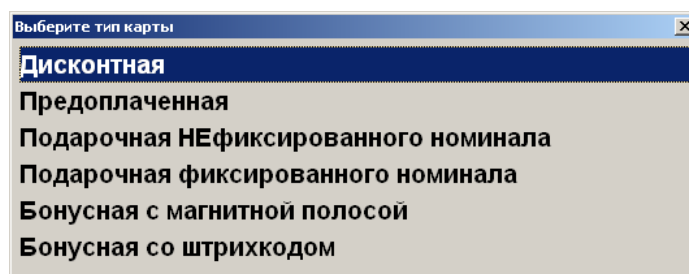 Выберите тип карты
Дисконтная
Предоплаченная
Подарочная НЕфиксированного номинала
Подарочная фиксированного номинала
Бонусная с магнитной полосой
Бонусная со штрихкодом